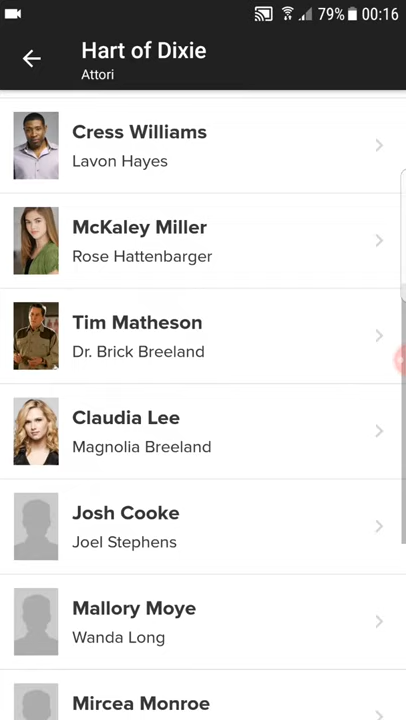 79% 00:16
Hart of Dixie
Attori
Cress Williams
Lavon Hayes
McKaley Miller
Rose Hattenbarger
Tim Matheson
Dr. Brick Breeland
Claudia Lee
Magnolia Breeland
Josh Cooke
Joel Stephens
Mallory Moye
Wanda Long
Mircea Monroe